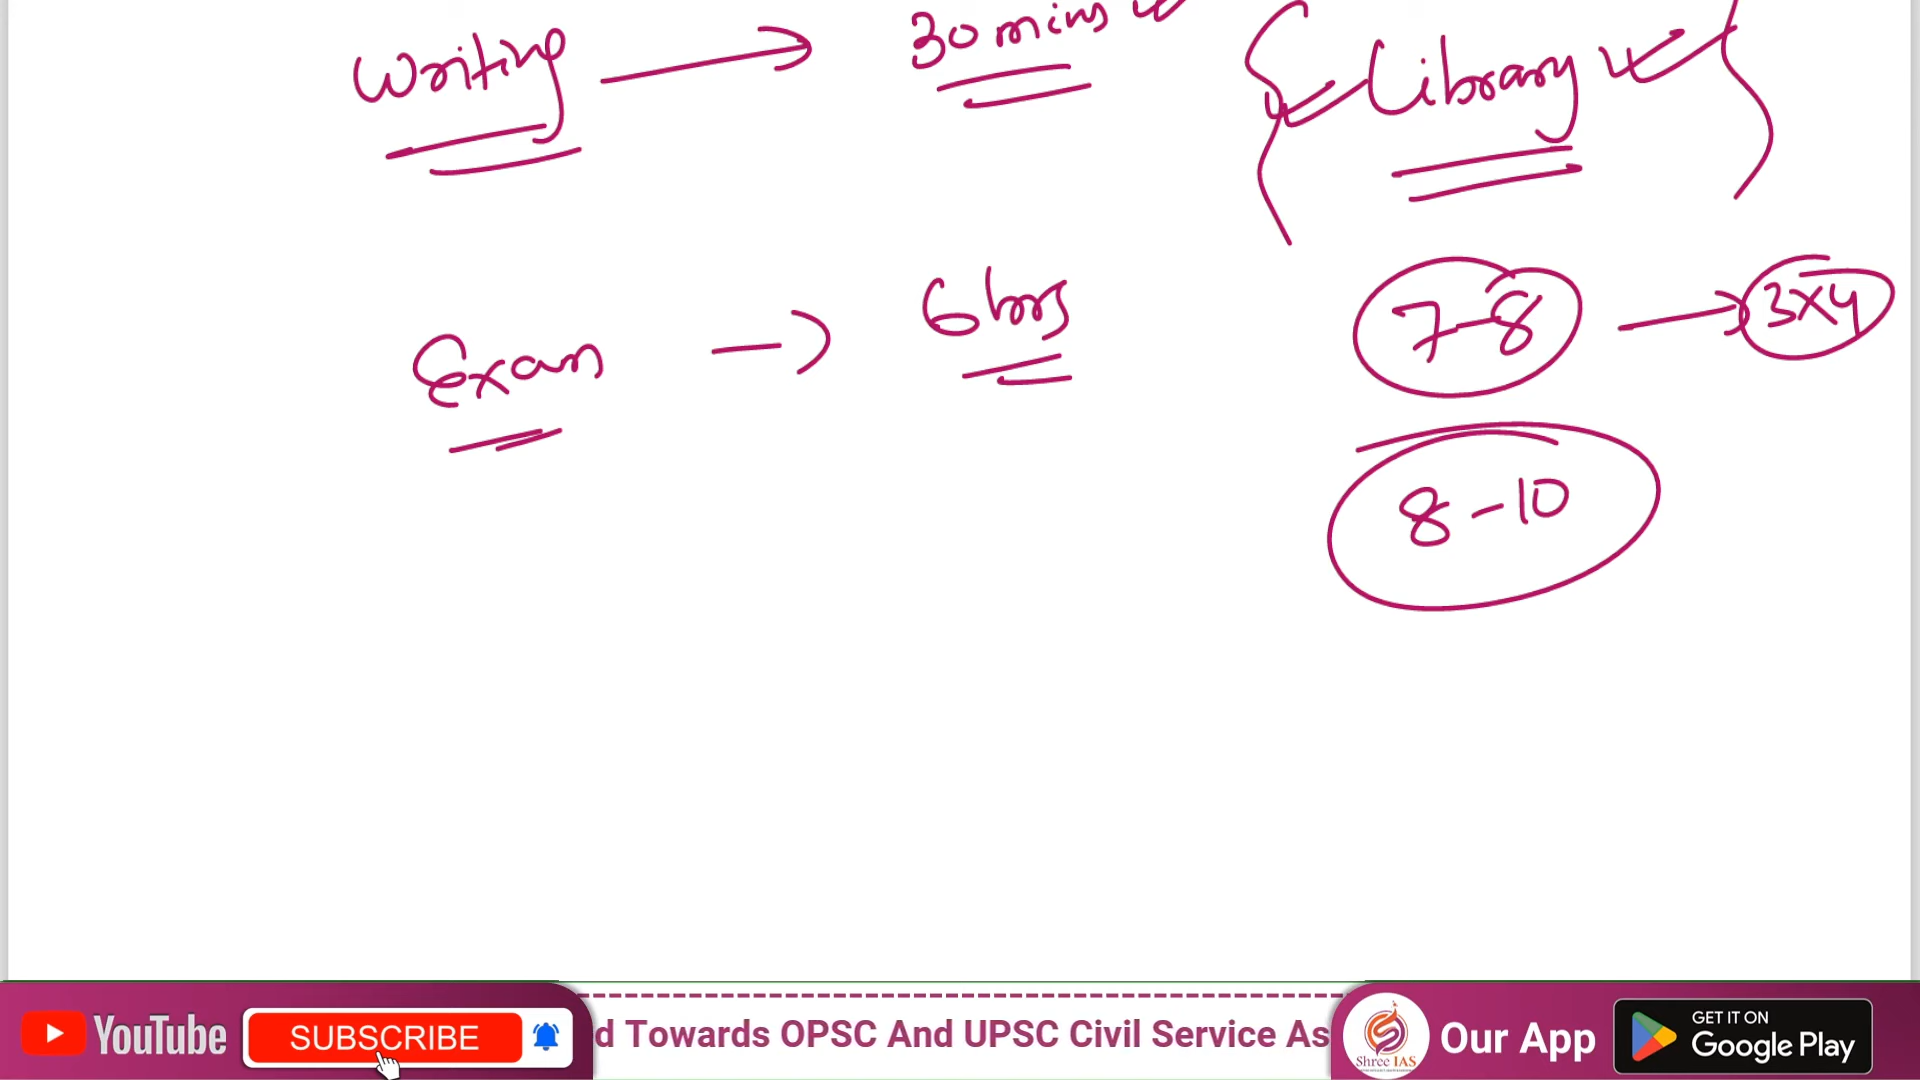 Writing → 30 mins
Library
Exam → 6 hrs
7-8 → 3x4
8-10
YouTube
SUBSCRIBE
d Towards OPSC And UPSC Civil Service As
Shree IAS
Our App
GET IT ON
Google Play